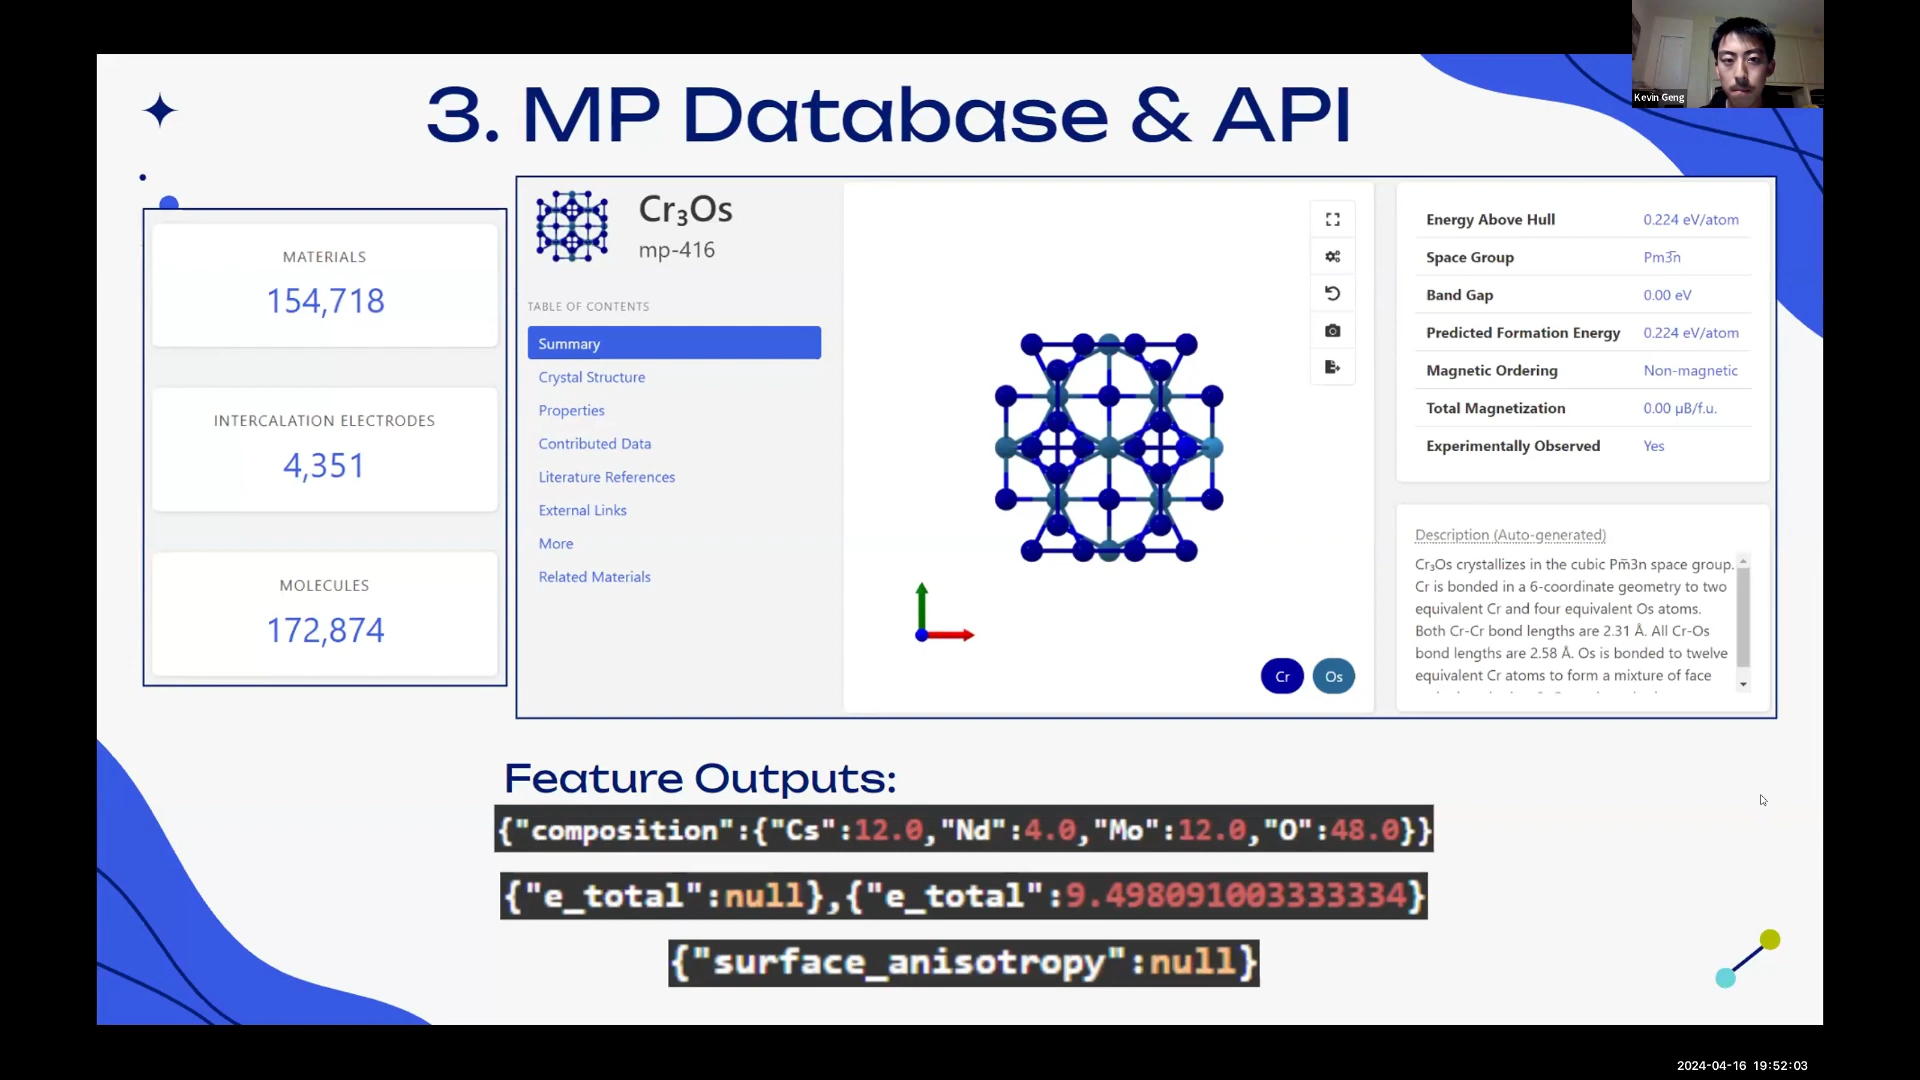 3. MP Database & API
Kevin Geng
MATERIALS
154,718
INTERCALATION ELECTRODES
4,351
MOLECULES
172,874
Cr₃Os
mp-416
TABLE OF CONTENTS
Summary
Crystal Structure
Properties
Contributed Data
Literature References
External Links
More
Related Materials
Cr
Os
Energy Above Hull 0.224 eV/atom
Space Group Pm3̅n
Band Gap 0.00 eV
Predicted Formation Energy 0.224 eV/atom
Magnetic Ordering Non-magnetic
Total Magnetization 0.00 µB/f.u.
Experimentally Observed Yes
Description (Auto-generated)
Cr₃Os crystallizes in the cubic Pm̅3n space group.
Cr is bonded in a 6-coordinate geometry to two
equivalent Cr and four equivalent Os atoms.
Both Cr-Cr bond lengths are 2.31 Å. All Cr-Os
bond lengths are 2.58 Å. Os is bonded to twelve
equivalent Cr atoms to form a mixture of face
Feature Outputs:
{"composition":{"Cs":12.0,"Nd":4.0,"Mo":12.0,"O":48.0}}
{"e_total":null},{"e_total":9.498091003333334}
{"surface_anisotropy":null}
2024-04-16 19:52:03